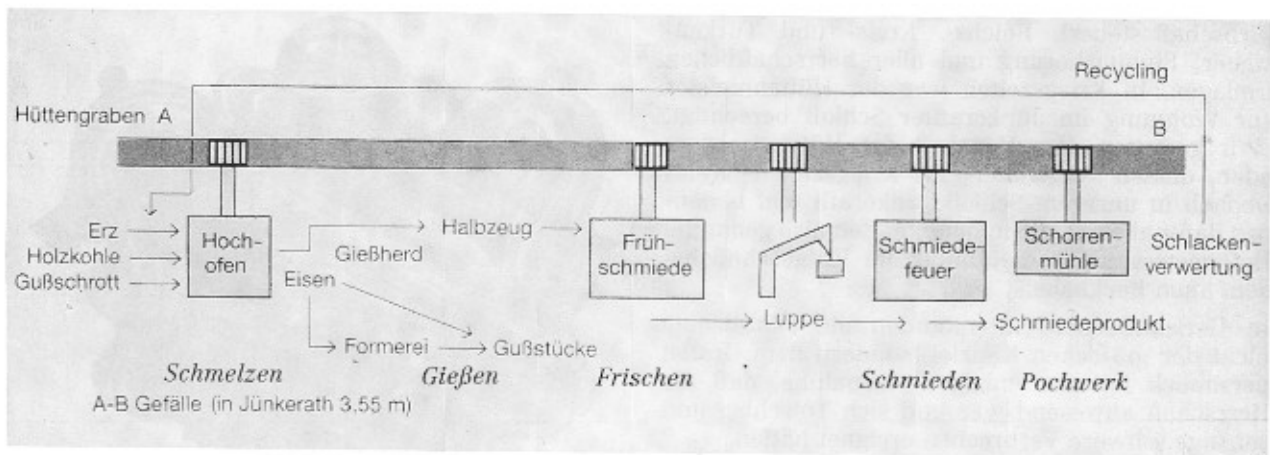 Recycling
Hüttengraben A
B
Erz
Holzkohle
Gußschrott
Hoch-
ofen
Gießherd
Eisen
Halbzeug
Früh-
schmiede
Schmiede-
feuer
Schorren-
mühle
Schlacken-
verwertung
Luppe
Schmiedeprodukt
Formerei
Gußstücke
Schmelzen
Gießen
Frischen
Schmieden
Pochwerk
A-B Gefälle (in Jünkerath 3,55 m)